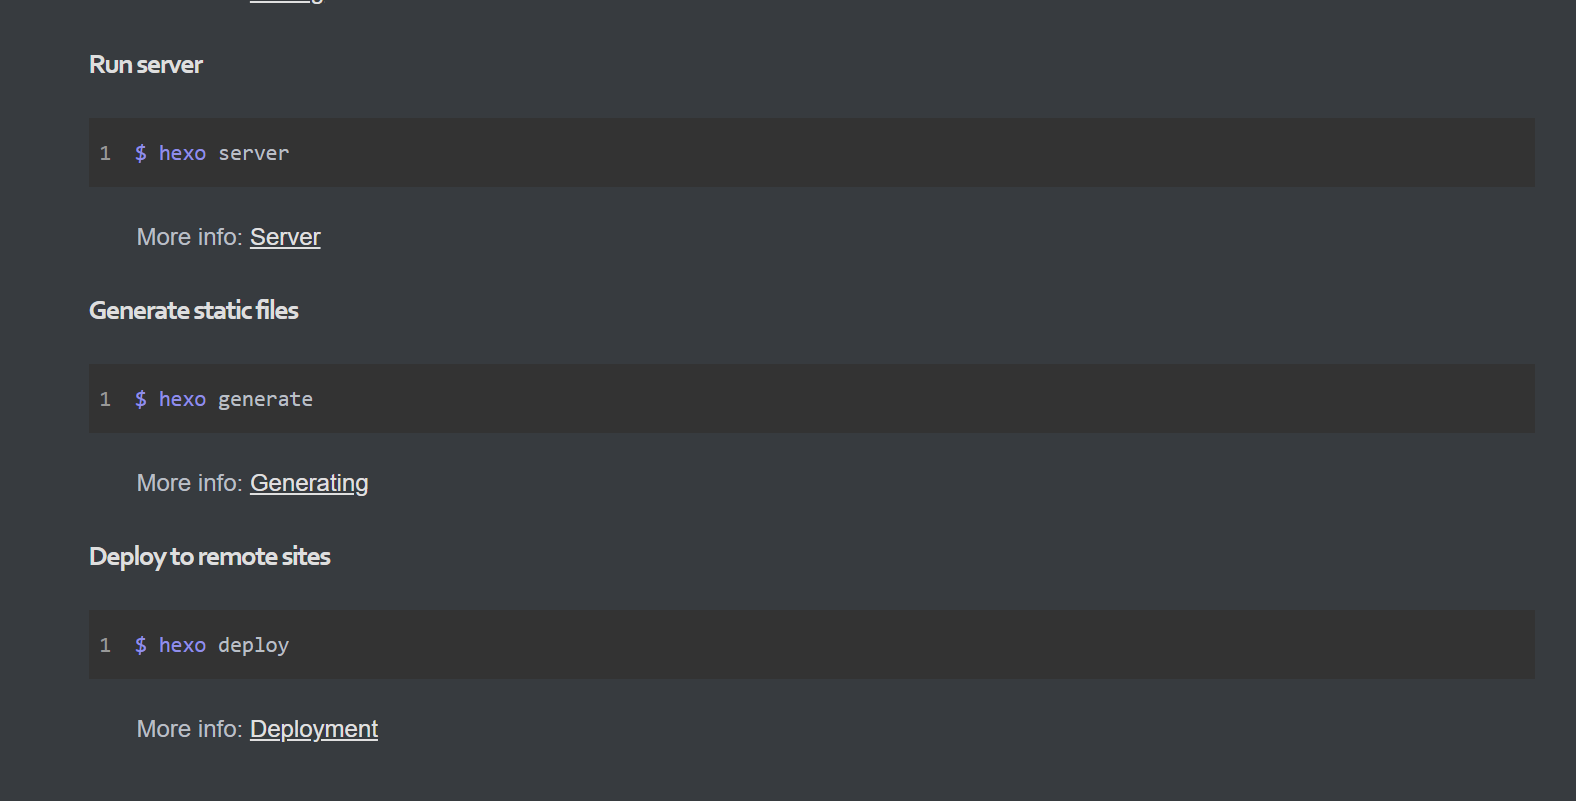 Run server
1 $ hexo server
More info: Server
Generate static files
1 $ hexo generate
More info: Generating
Deploy to remote sites
1 $ hexo deploy
More info: Deployment